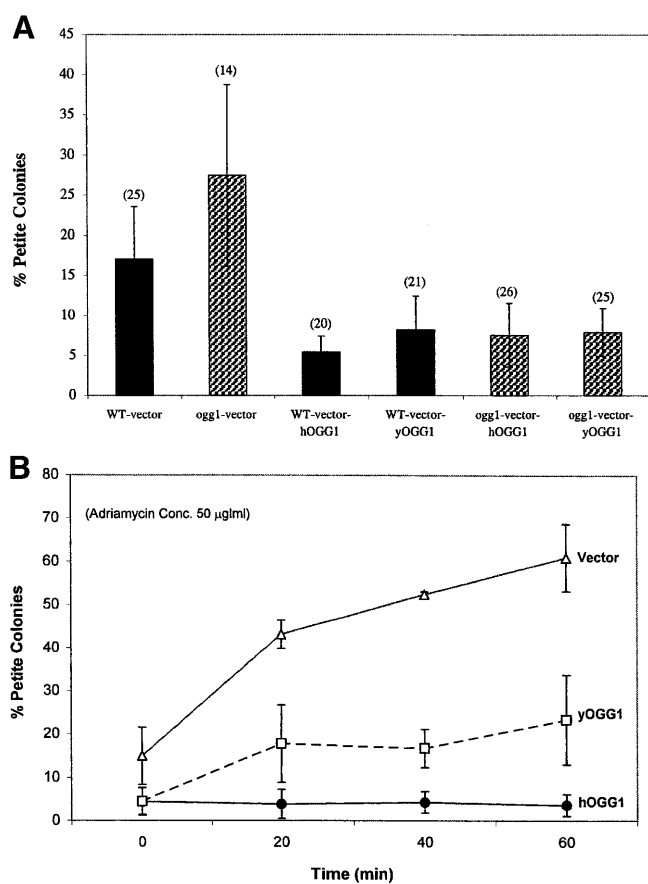 A
45
40
35
30
25
20
15
10
5
0
% Petite Colonies
(25)
(14)
(20)
(21)
(26)
(25)
WT-vector
ogg1-vector
WT-vector-
hOGG1
WT-vector-
yOGG1
ogg1-vector-
hOGG1
ogg1-vector-
yOGG1
B
80
70
60
50
40
30
20
10
0
% Petite Colonies
(Adriamycin Conc. 50 μglml)
Vector
yOGG1
hOGG1
0
20
40
60
Time (min)